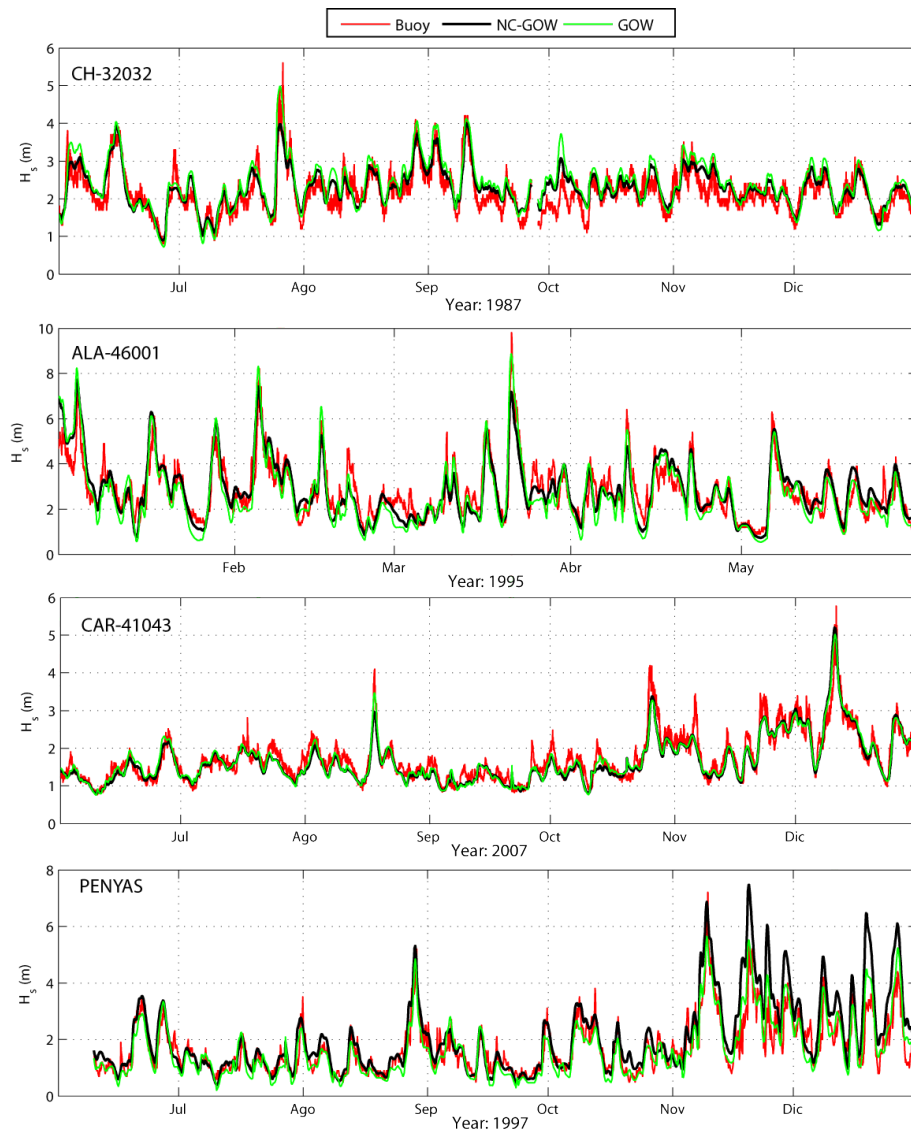 Buoy NC-GOW GOW
CH-32032
6
5
4
3
2
1
0
H_s (m)
Jul Ago Sep Oct Nov Dic
Year: 1987
ALA-46001
10
8
6
4
2
0
H_s (m)
Feb Mar Abr May
Year: 1995
CAR-41043
6
5
4
3
2
1
0
H_s (m)
Jul Ago Sep Oct Nov Dic
Year: 2007
PENYAS
8
6
4
2
0
H_s (m)
Jul Ago Sep Oct Nov Dic
Year: 1997